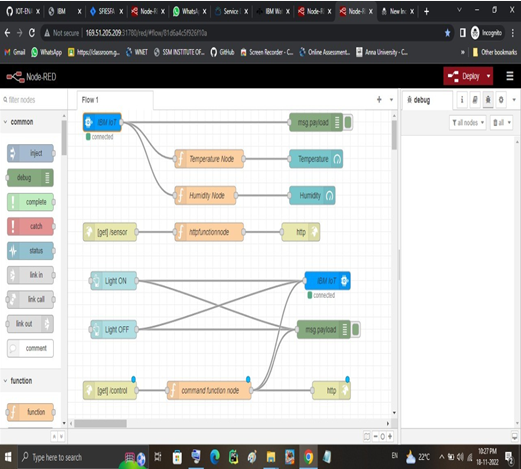 IOT-ENA
IBM
SFIESFA
Node-R
WhatsA
Service
IBM Wa
Node-R
Node-R
New In
Not secure | 169.51.205.209:31780/red/#flow/81d6a4c5f926f10a
Incognito
Gmail
WhatsApp
https://classroom.g...
WNET
SSM INSTITUTE OF...
GitHub
Screen Recorder - C...
Online Assessment...
Anna University - C...
Other bookmarks
Node-RED
Deploy
filter nodes
Flow 1
debug
all nodes
all
common
inject
debug
complete
catch
status
link in
link call
link out
comment
function
function
IBM IoT
connected
msg.payload
Temperature Node
Temperature
Humidity Node
Humidity
[get] /sensor
httpfunctionnode
http
Light ON
IBM IoT
connected
Light OFF
msg.payload
[get] /control
command function node
http
Type here to search
EN
22°C
10:27 PM
18-11-2022